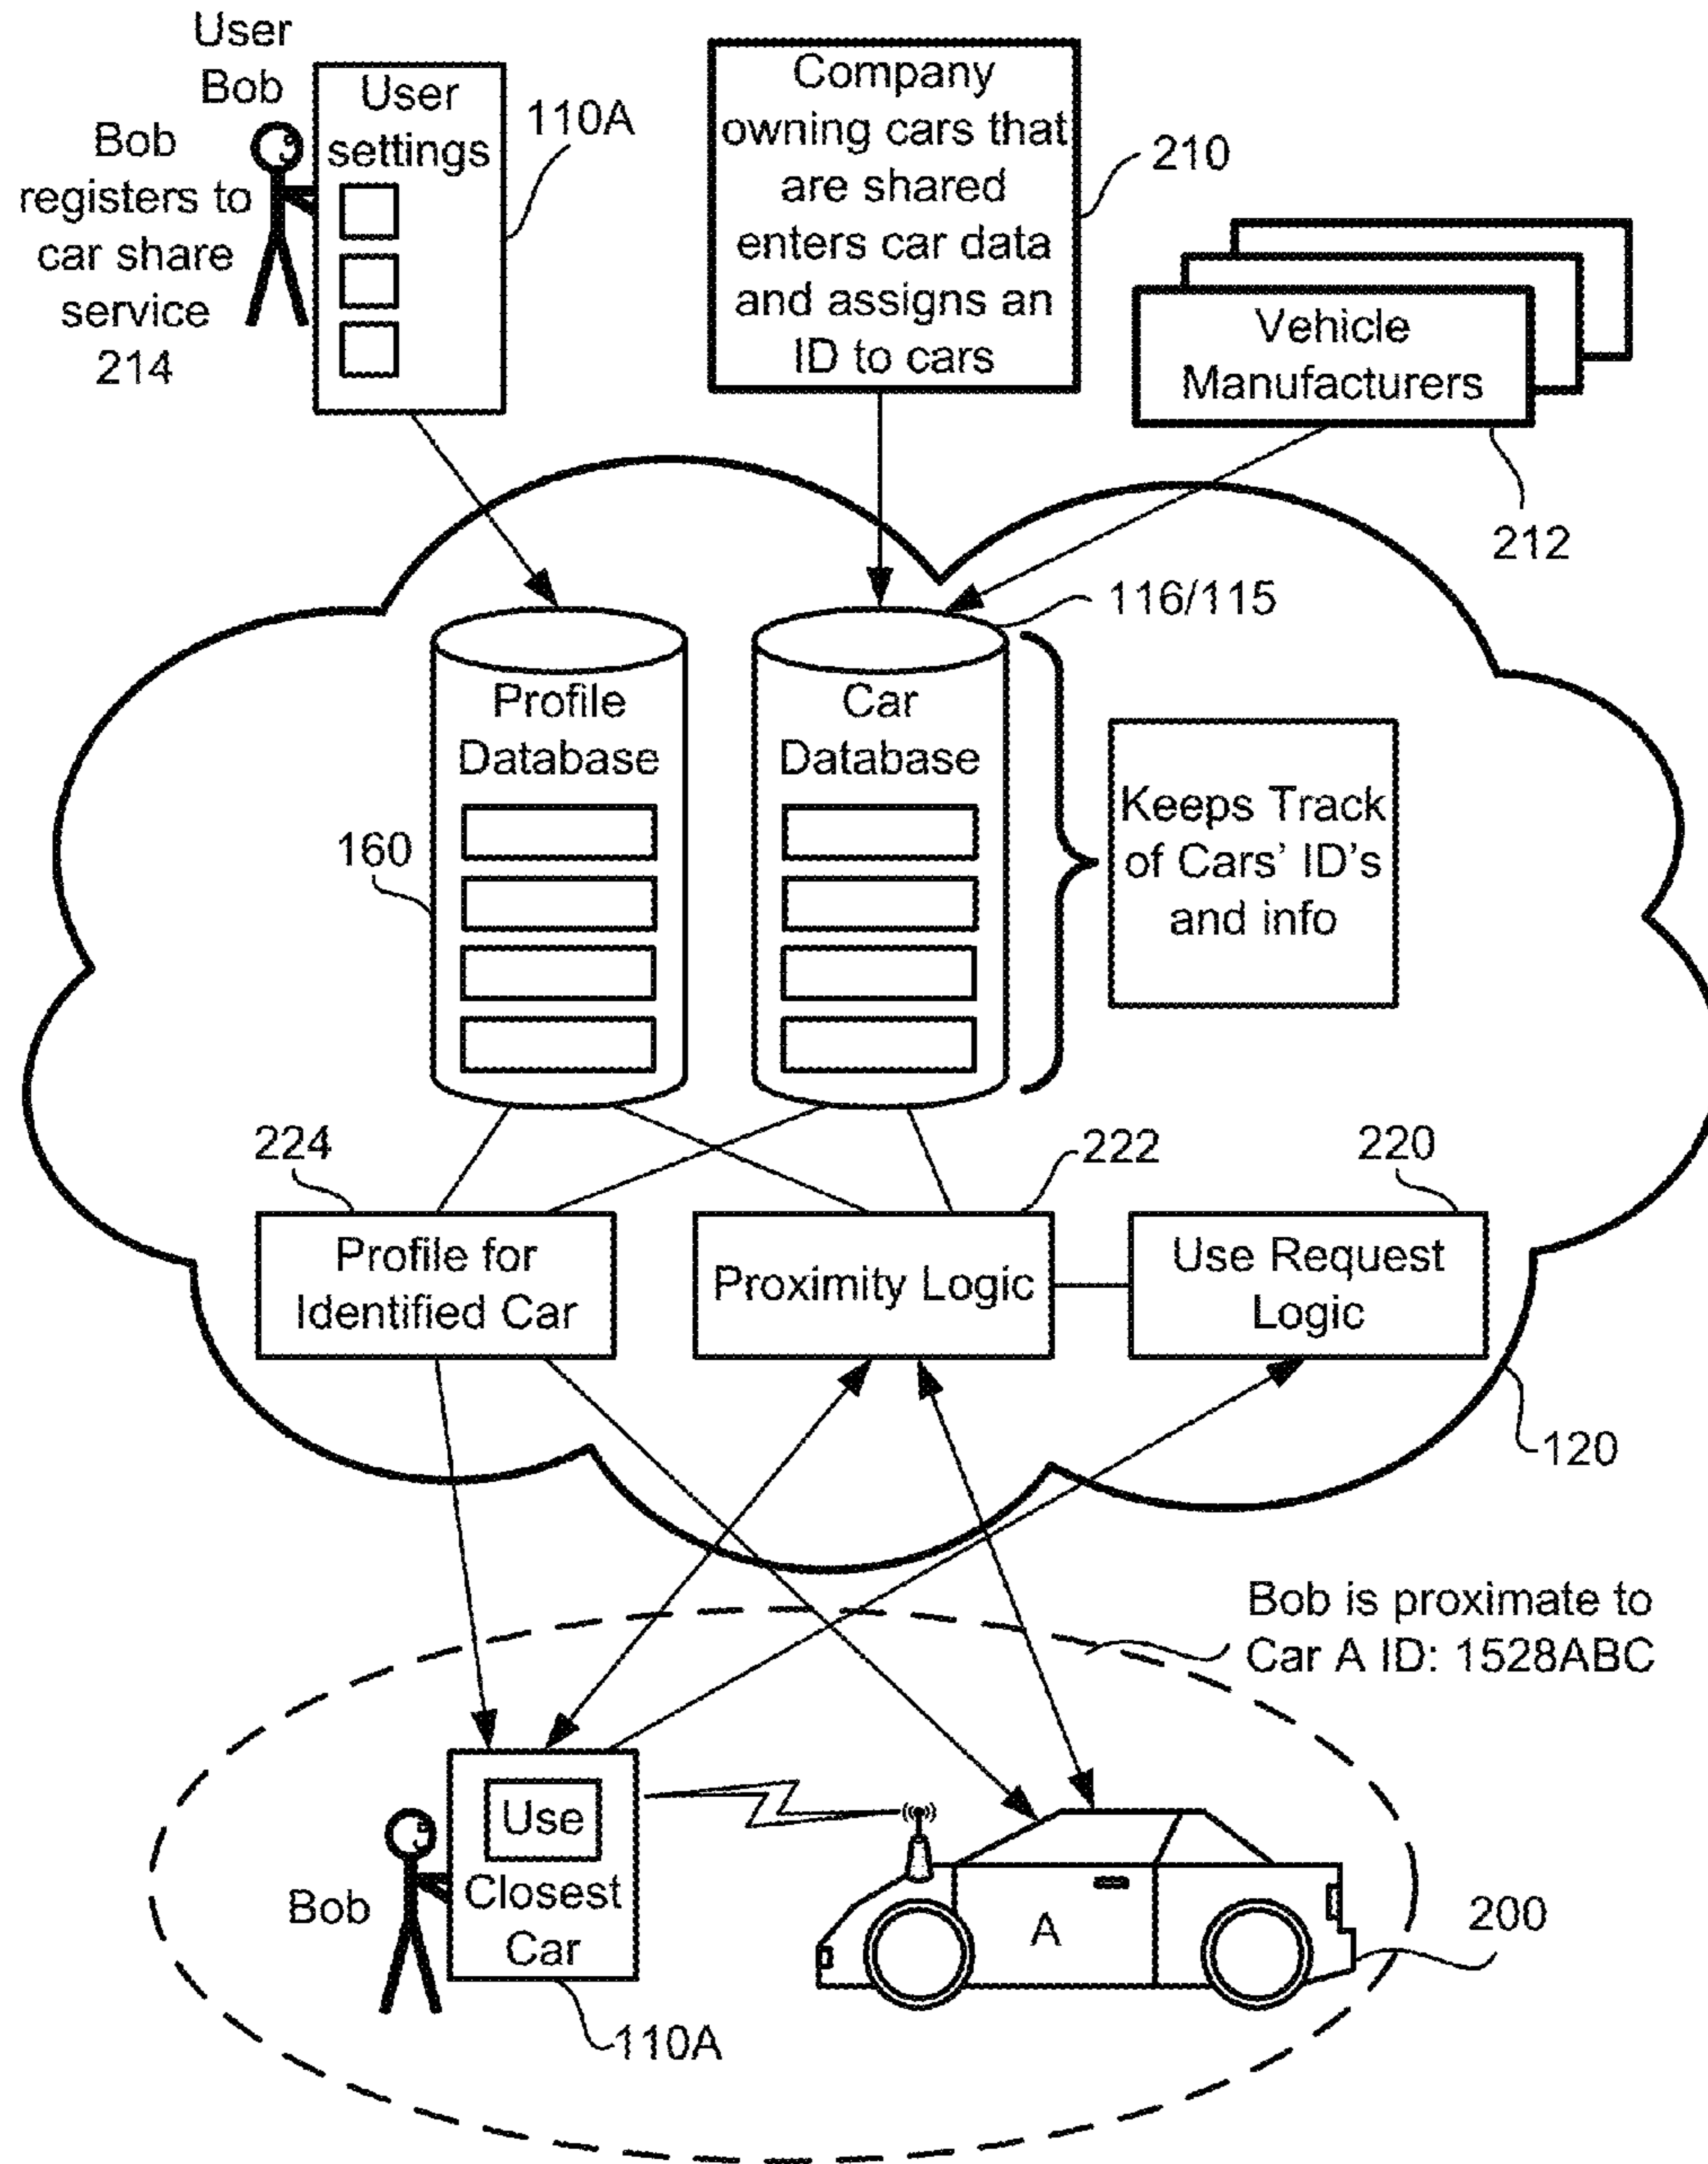 User
Bob
Bob
registers to
car share
service
214
User
settings
110A
Company
owning cars that
are shared
enters car data
and assigns an
ID to cars
210
Vehicle
Manufacturers
212
116/115
Profile
Database
160
Car
Database
Keeps Track
of Cars' ID's
and info
224
222
220
Profile for
Identified Car
Proximity Logic
Use Request
Logic
120
Bob is proximate to
Car A ID: 1528ABC
Use
Closest
Car
Bob
110A
A
200